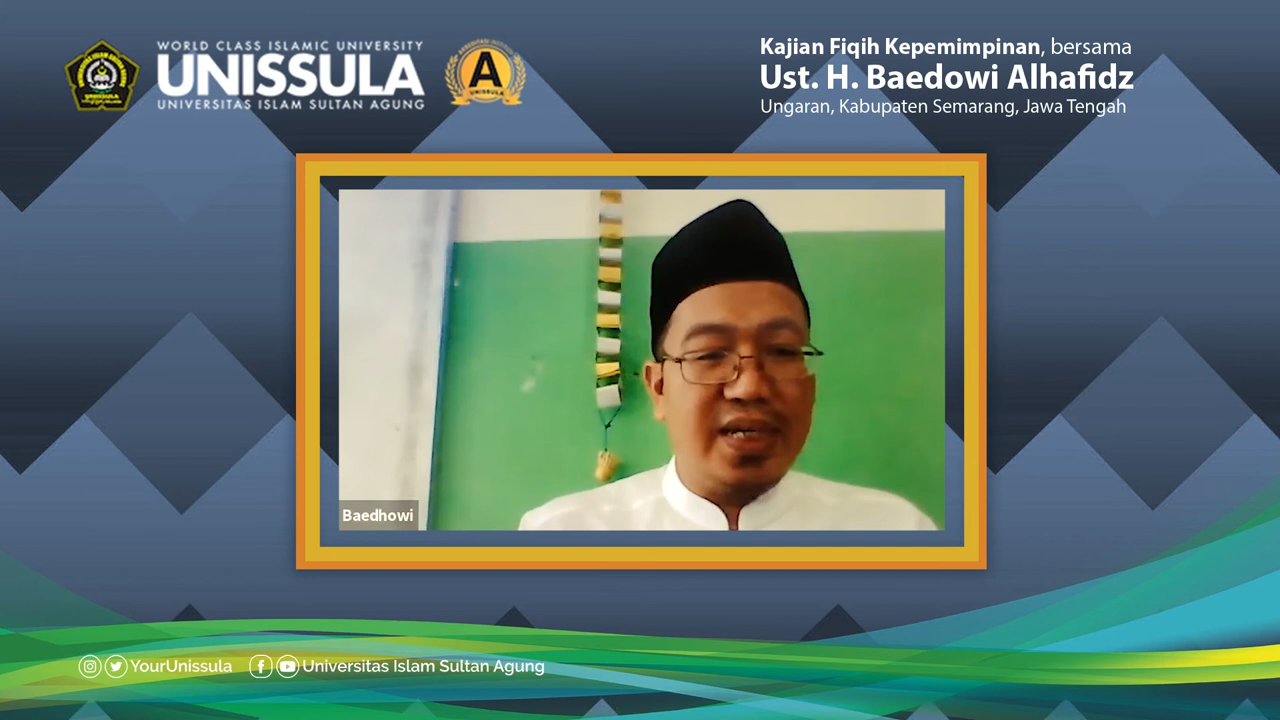 WORLD CLASS ISLAMIC UNIVERSITY
UNISSULA
UNIVERSITAS ISLAM SULTAN AGUNG
A
UNISSULA
Kajian Fiqih Kepemimpinan, bersama
Ust. H. Baedowi Alhafidz
Ungaran, Kabupaten Semarang, Jawa Tengah
Baedhowi
YourUnissula
Universitas Islam Sultan Agung